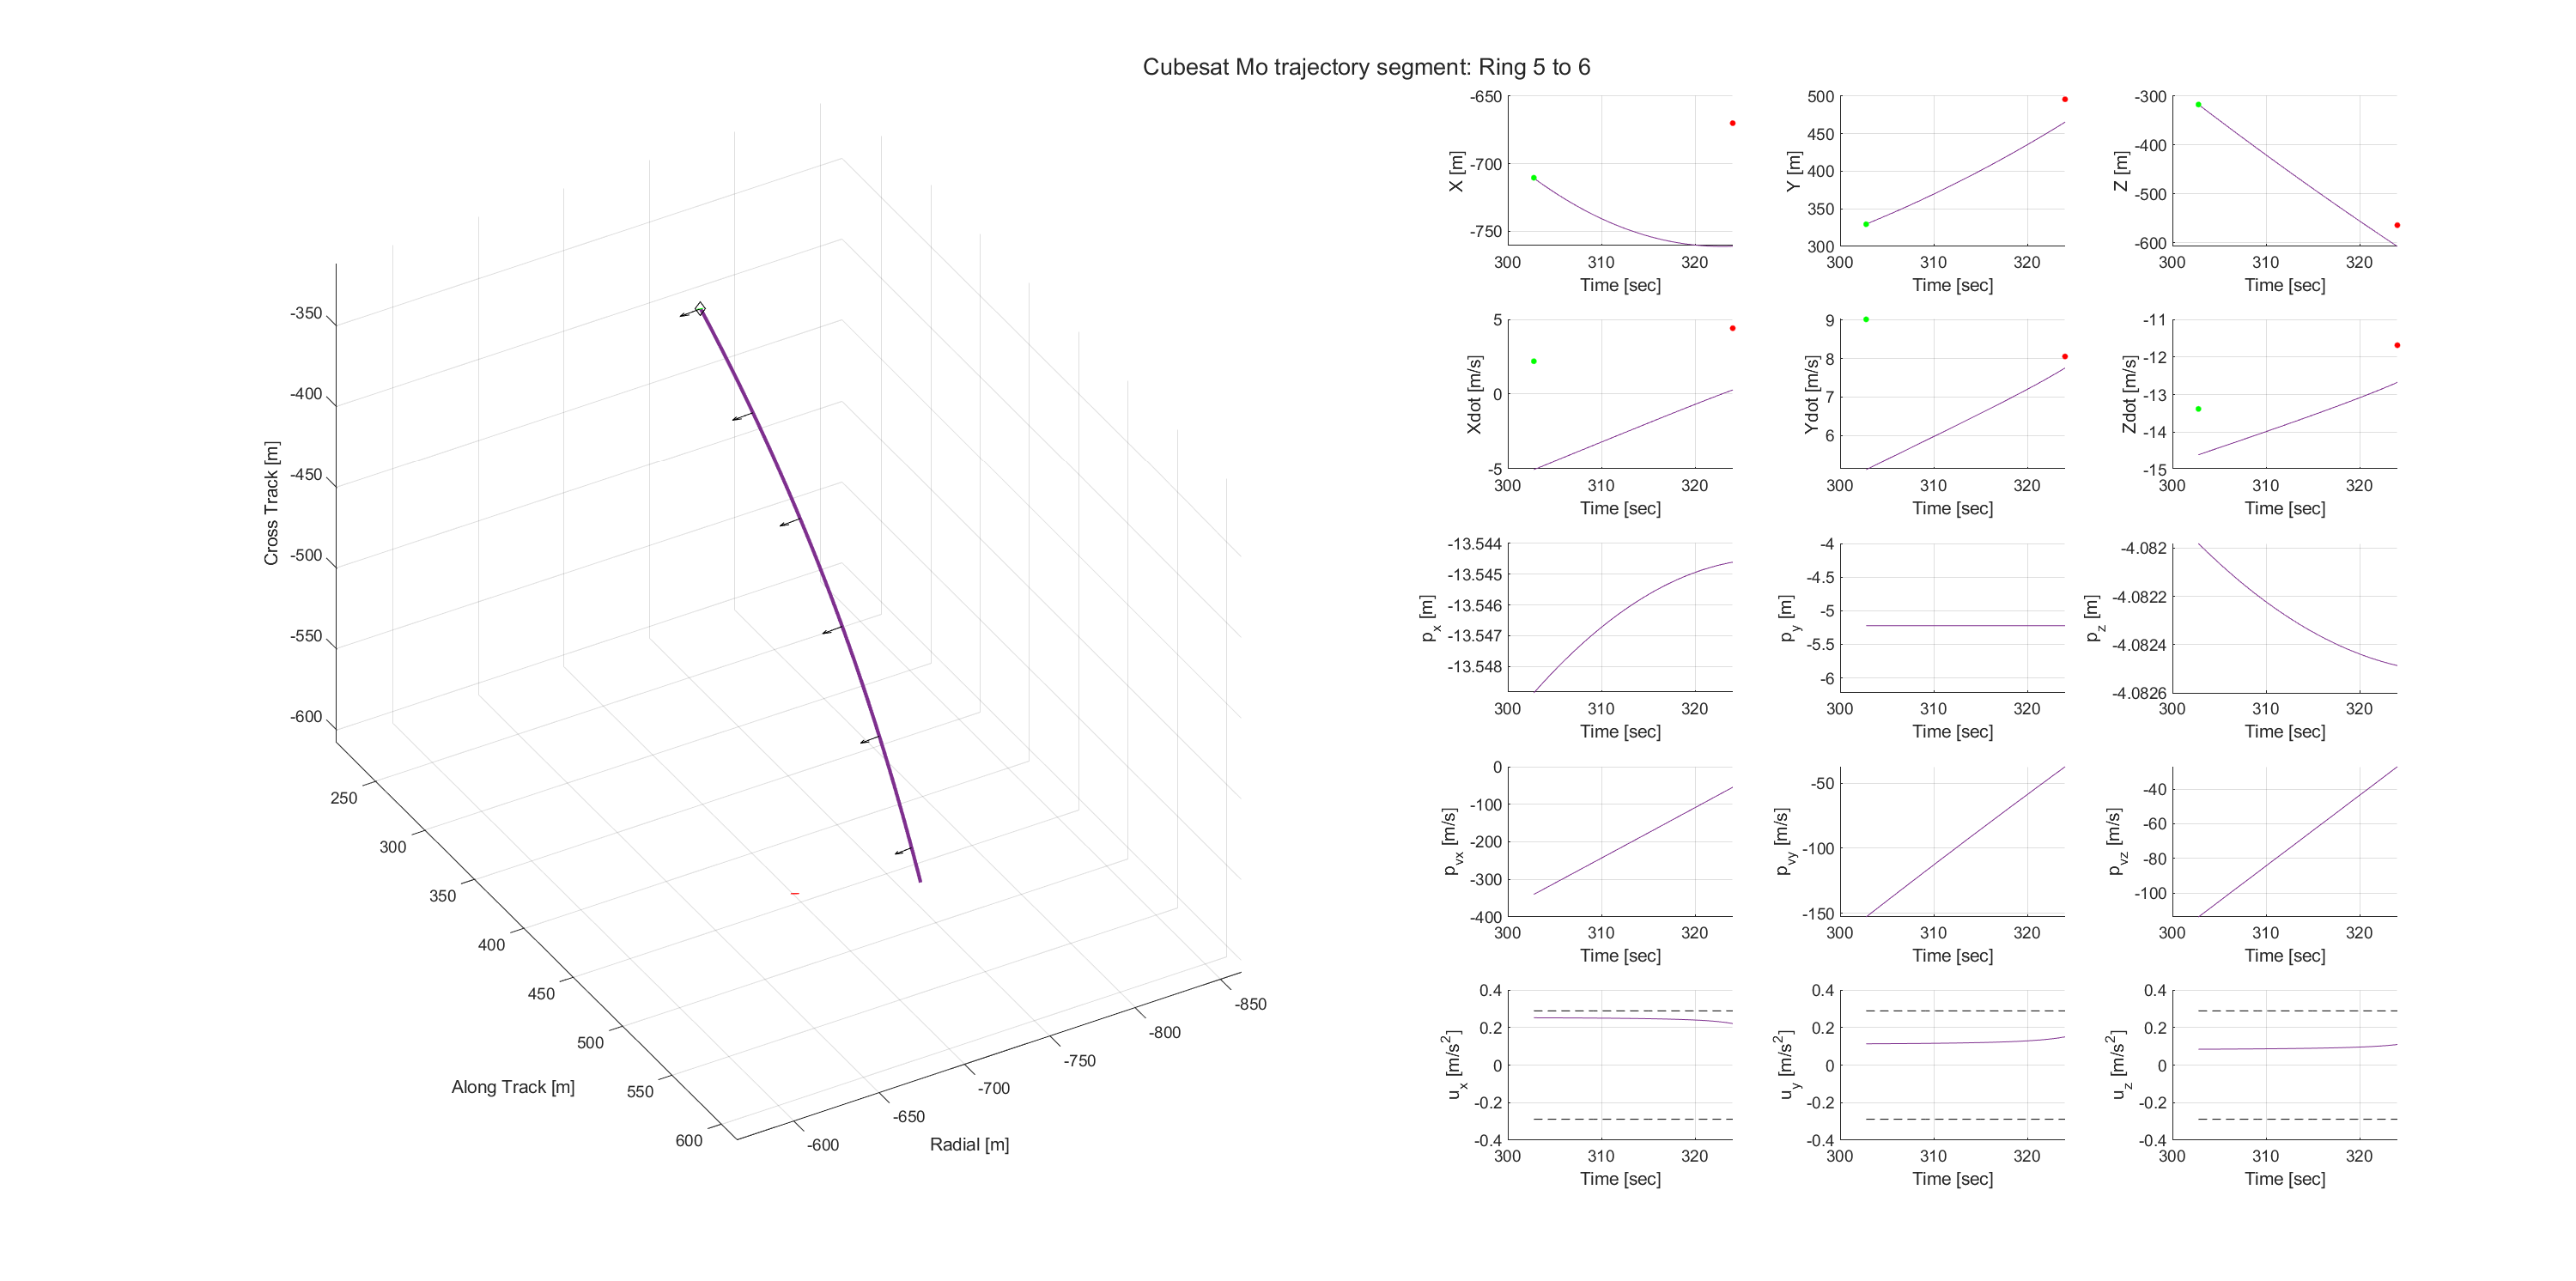 Cubesat Mo trajectory segment: Ring 5 to 6
Cross Track [m]
-350
-400
-450
-500
-550
-600
250
300
350
400
450
500
550
600
Along Track [m]
-600
-650
-700
-750
-800
-850
Radial [m]
X [m]
-650
-700
-750
300 310 320
Time [sec]
Y [m]
500
450
400
350
300
300 310 320
Time [sec]
Z [m]
-300
-400
-500
-600
300 310 320
Time [sec]
Xdot [m/s]
5
0
-5
300 310 320
Time [sec]
Ydot [m/s]
9
8
7
6
300 310 320
Time [sec]
Zdot [m/s]
-11
-12
-13
-14
-15
300 310 320
Time [sec]
p_x [m]
-13.544
-13.545
-13.546
-13.547
-13.548
300 310 320
Time [sec]
p_y [m]
-4
-4.5
-5
-5.5
-6
300 310 320
Time [sec]
p_z [m]
-4.082
-4.0822
-4.0824
-4.0826
300 310 320
Time [sec]
p_vx [m/s]
0
-100
-200
-300
-400
300 310 320
Time [sec]
p_vy [m/s]
-50
-100
-150
300 310 320
Time [sec]
p_vz [m/s]
-40
-60
-80
-100
300 310 320
Time [sec]
u_x [m/s²]
0.4
0.2
0
-0.2
-0.4
300 310 320
Time [sec]
u_y [m/s²]
0.4
0.2
0
-0.2
-0.4
300 310 320
Time [sec]
u_z [m/s²]
0.4
0.2
0
-0.2
-0.4
300 310 320
Time [sec]